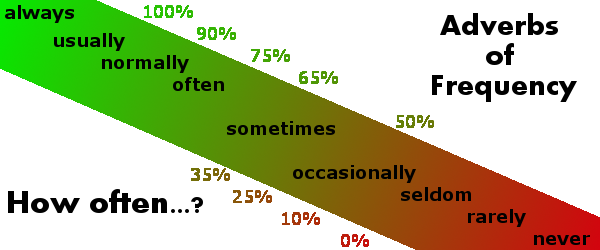 always 100%
usually 90%
normally 75%
often 65%
sometimes 50%
35% occasionally
25% seldom
10% rarely
0% never
Adverbs
of
Frequency
How often...?